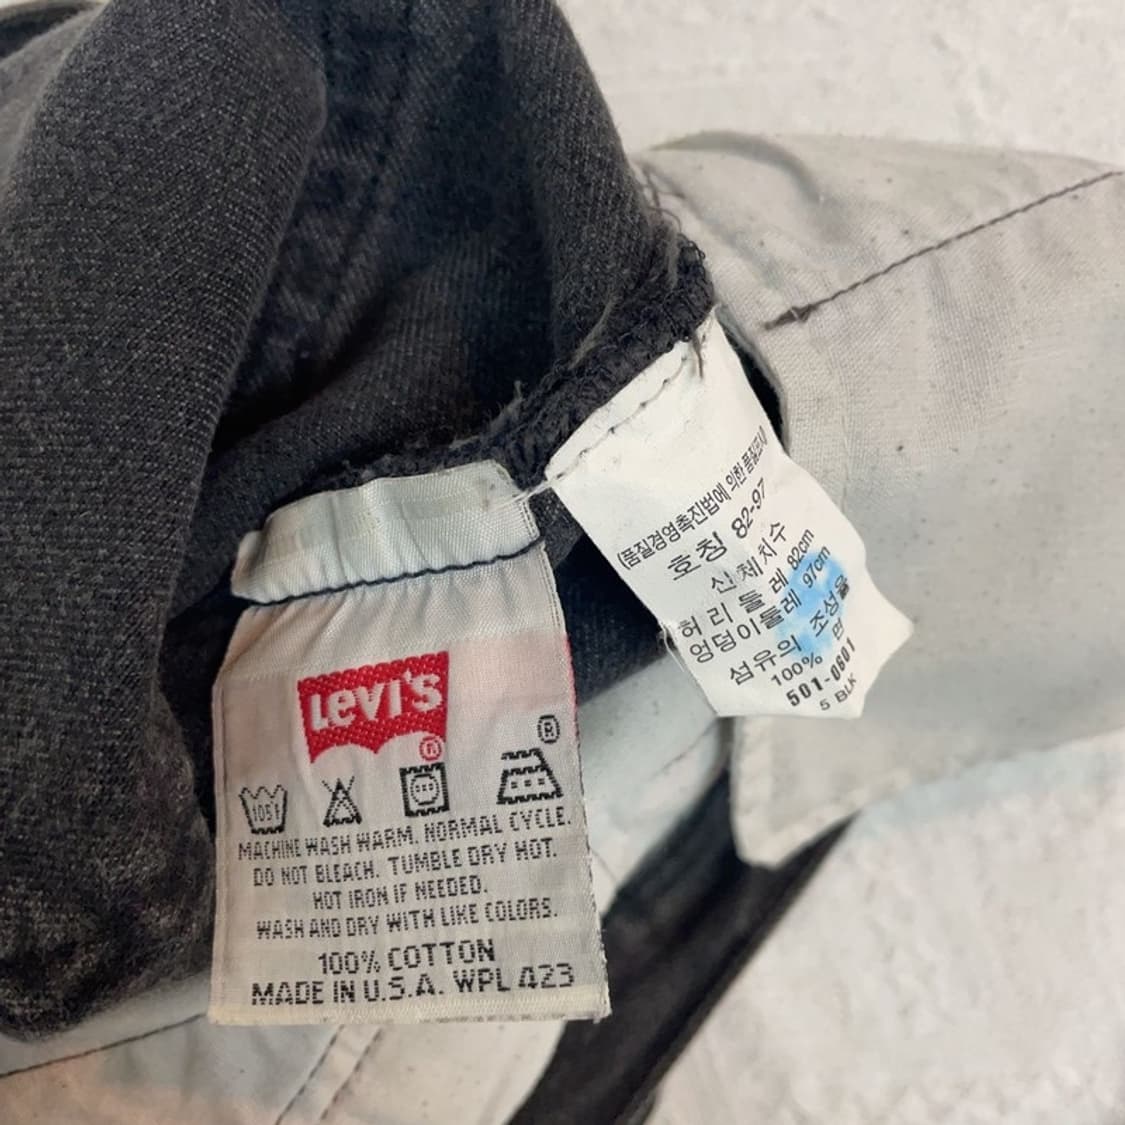 LEVI'S
®
®
105F
MACHINE WASH WARM. NORMAL CYCLE.
DO NOT BLEACH. TUMBLE DRY HOT.
HOT IRON IF NEEDED.
WASH AND DRY WITH LIKE COLORS.
100% COTTON
MADE IN U.S.A. WPL 423
(품질경영촉진법에 의한 품질표시)
호칭 82-97
신체치수
허리둘레 82cm
엉덩이둘레 97cm
섬유의 조성율
100% 면
501-0801
5 BLK